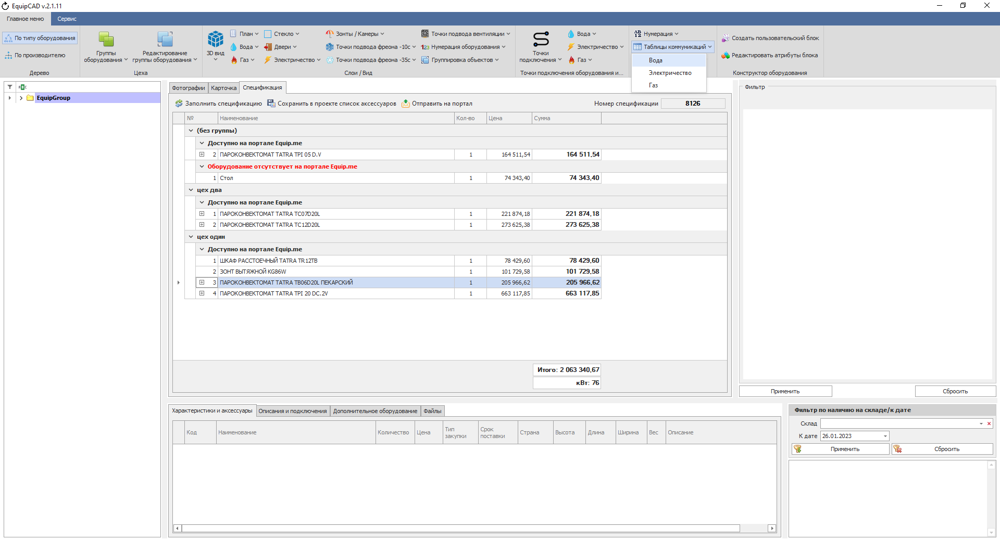 EquipCAD v.2.1.11
Главное меню
Сервис
По типу оборудования
По производителю
Дерево
Группы оборудования
Редактирование группы оборудования
Цеха
3D вид
План
Стекло
Зонты / Камеры
Точки подвода вентиляции
Вода
Двери
Точки подвода фреона -10с
123 Нумерация оборудования
Газ
Электричество
Точки подвода фреона -35с
Группировка объектов
Слои / Вид
Точки подключения
Вода
Электричество
Газ
Точки подключения оборудования и...
AB 12 Нумерация
Таблицы коммуникаций
Вода
Электричество
Газ
Создать пользовательский блок
Редактировать атрибуты блока
Конструктор оборудования
EquipGroup
Фотографии
Карточка
Спецификация
Заполнить спецификацию
Сохранить в проекте список аксессуаров
Отправить на портал
Номер спецификации 8126
№ Наименование Кол-во Цена Сумма
(без группы)
Доступно на портале Equip.me
2 ПАРОКОНВЕКТОМАТ TATRA TPI 05 D.V 1 164 511,54 164 511,54
Оборудование отсутствует на портале Equip.me
1 Стол 1 74 343,40 74 343,40
цех два
Доступно на портале Equip.me
1 ПАРОКОНВЕКТОМАТ TATRA TC07D20L 1 221 874,18 221 874,18
2 ПАРОКОНВЕКТОМАТ TATRA TC12D20L 1 273 625,38 273 625,38
цех один
Доступно на портале Equip.me
1 ШКАФ РАССТОЕЧНЫЙ TATRA TR12TB 1 78 429,60 78 429,60
2 ЗОНТ ВЫТЯЖНОЙ KG86W 1 101 729,58 101 729,58
3 ПАРОКОНВЕКТОМАТ TATRA TB06D20L ПЕКАРСКИЙ 1 205 966,62 205 966,62
4 ПАРОКОНВЕКТОМАТ TATRA TPI 20 DC.2V 1 663 117,85 663 117,85
Итого: 2 063 340,67
кВт: 76
Фильтр
Применить
Сбросить
Характеристики и аксессуары
Описания и подключения
Дополнительное оборудование
Файлы
Код Наименование Количество Цена Тип закупки Срок поставки Страна Высота Длина Ширина Вес Описание
Фильтр по наличию на складе/к дате
Склад
К дате 26.01.2023
Применить
Сбросить